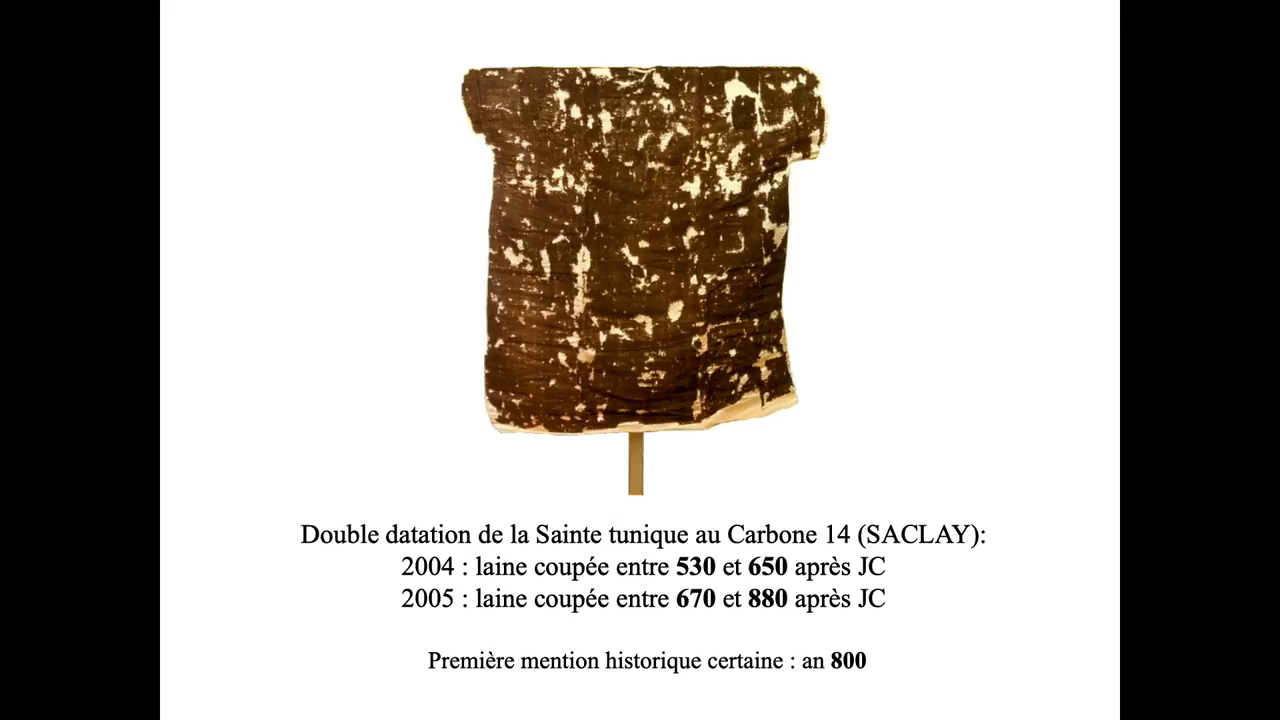 Double datation de la Sainte tunique au Carbone 14 (SACLAY):
2004 : laine coupée entre 530 et 650 après JC
2005 : laine coupée entre 670 et 880 après JC
Première mention historique certaine : an 800